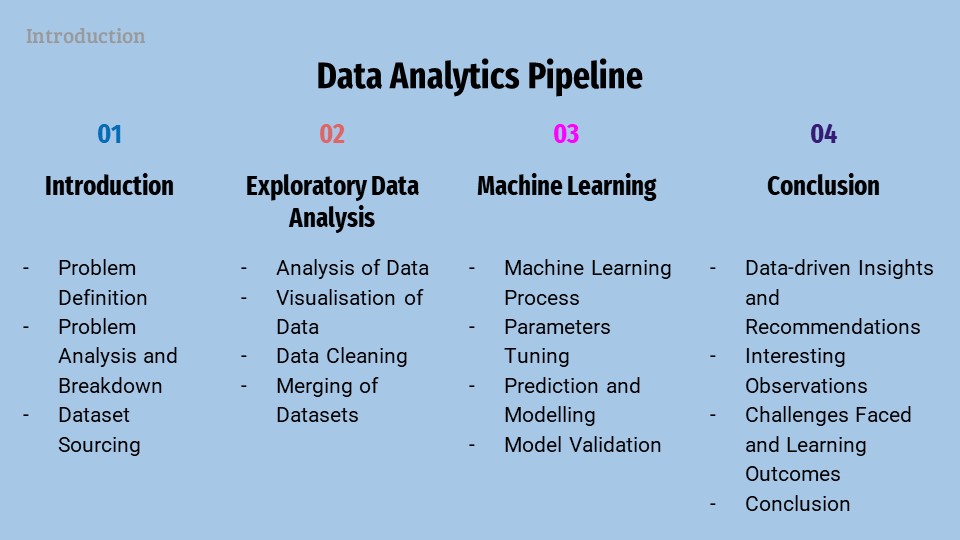 Introduction
Data Analytics Pipeline
01
Introduction
- Problem
Definition
- Problem
Analysis and
Breakdown
- Dataset
Sourcing
02
Exploratory Data
Analysis
- Analysis of Data
- Visualisation of
Data
- Data Cleaning
- Merging of
Datasets
03
Machine Learning
- Machine Learning
Process
- Parameters
Tuning
- Prediction and
Modelling
- Model Validation
04
Conclusion
- Data-driven Insights
and
Recommendations
- Interesting
Observations
- Challenges Faced
and Learning
Outcomes
- Conclusion